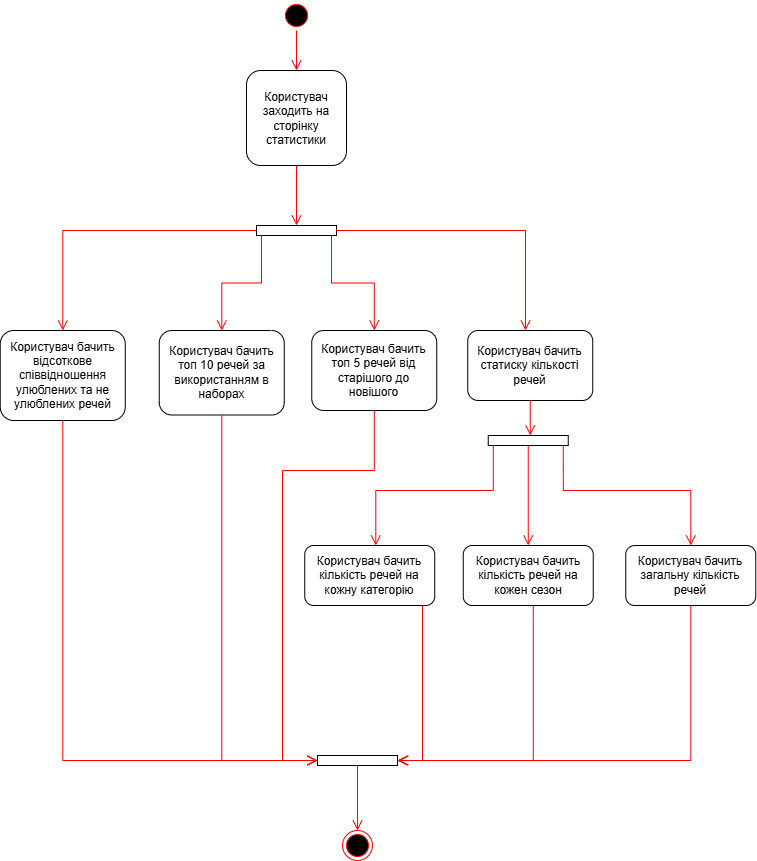 Користувач
заходить на
сторінку
статистики
Користувач бачить
відсоткове
співвідношення
улюблених та не
улюблених речей
Користувач бачить
топ 10 речей за
використанням в
наборах
Користувач бачить
топ 5 речей від
старішого до
новішого
Користувач бачить
статиску кількості
речей
Користувач бачить
кількість речей на
кожну категорію
Користувач бачить
кількість речей на
кожен сезон
Користувач бачить
загальну кількість
речей